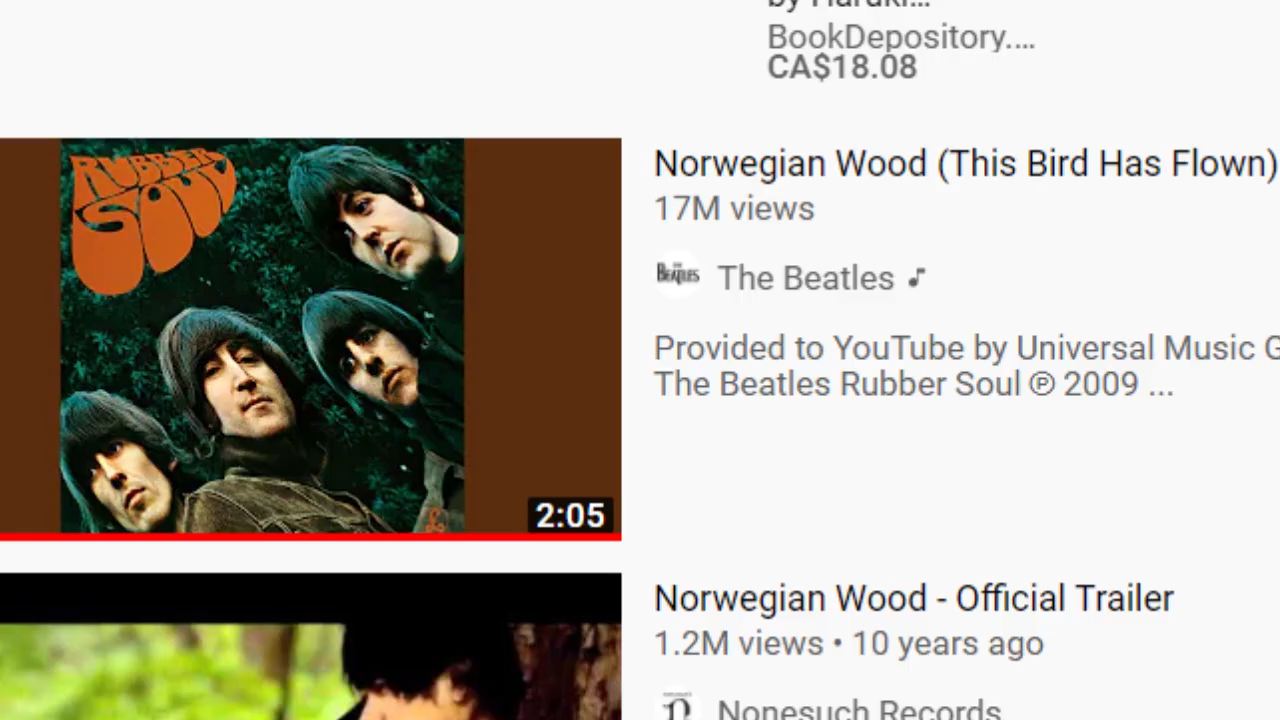 by Haruki...
BookDepository....
CA$18.08
RUBBER
SOUL
2:05
Norwegian Wood (This Bird Has Flown)
17M views
THE BEATLES
The Beatles
Provided to YouTube by Universal Music G
The Beatles Rubber Soul ℗ 2009 ...
Norwegian Wood - Official Trailer
1.2M views • 10 years ago
Nonesuch Records